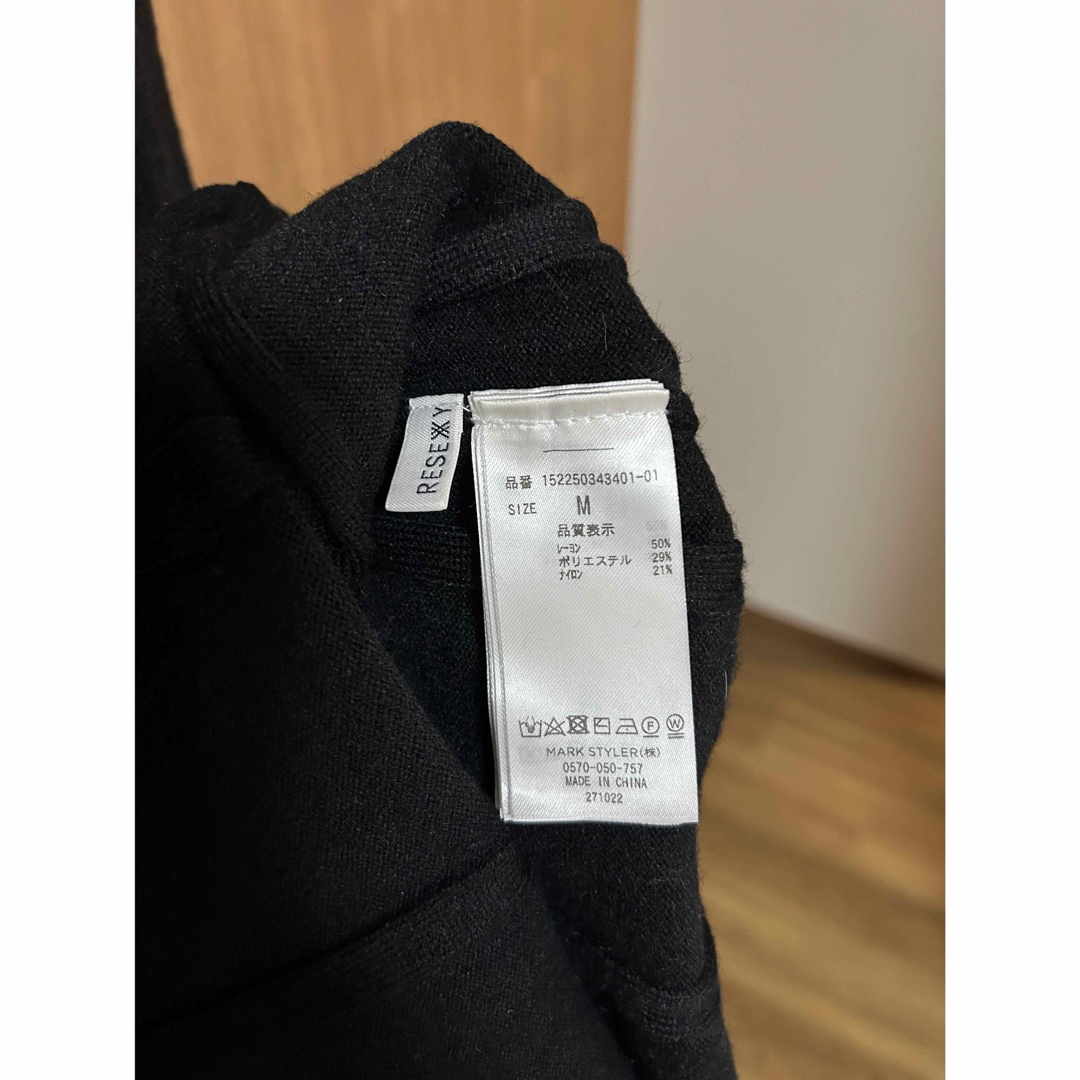 RESEXXY
品番 152250343401-01
SIZE M
品質表示
レーヨン 50%
ポリエステル 29%
ナイロン 21%
F W
MARK STYLER(株)
0570-050-757
MADE IN CHINA
271022